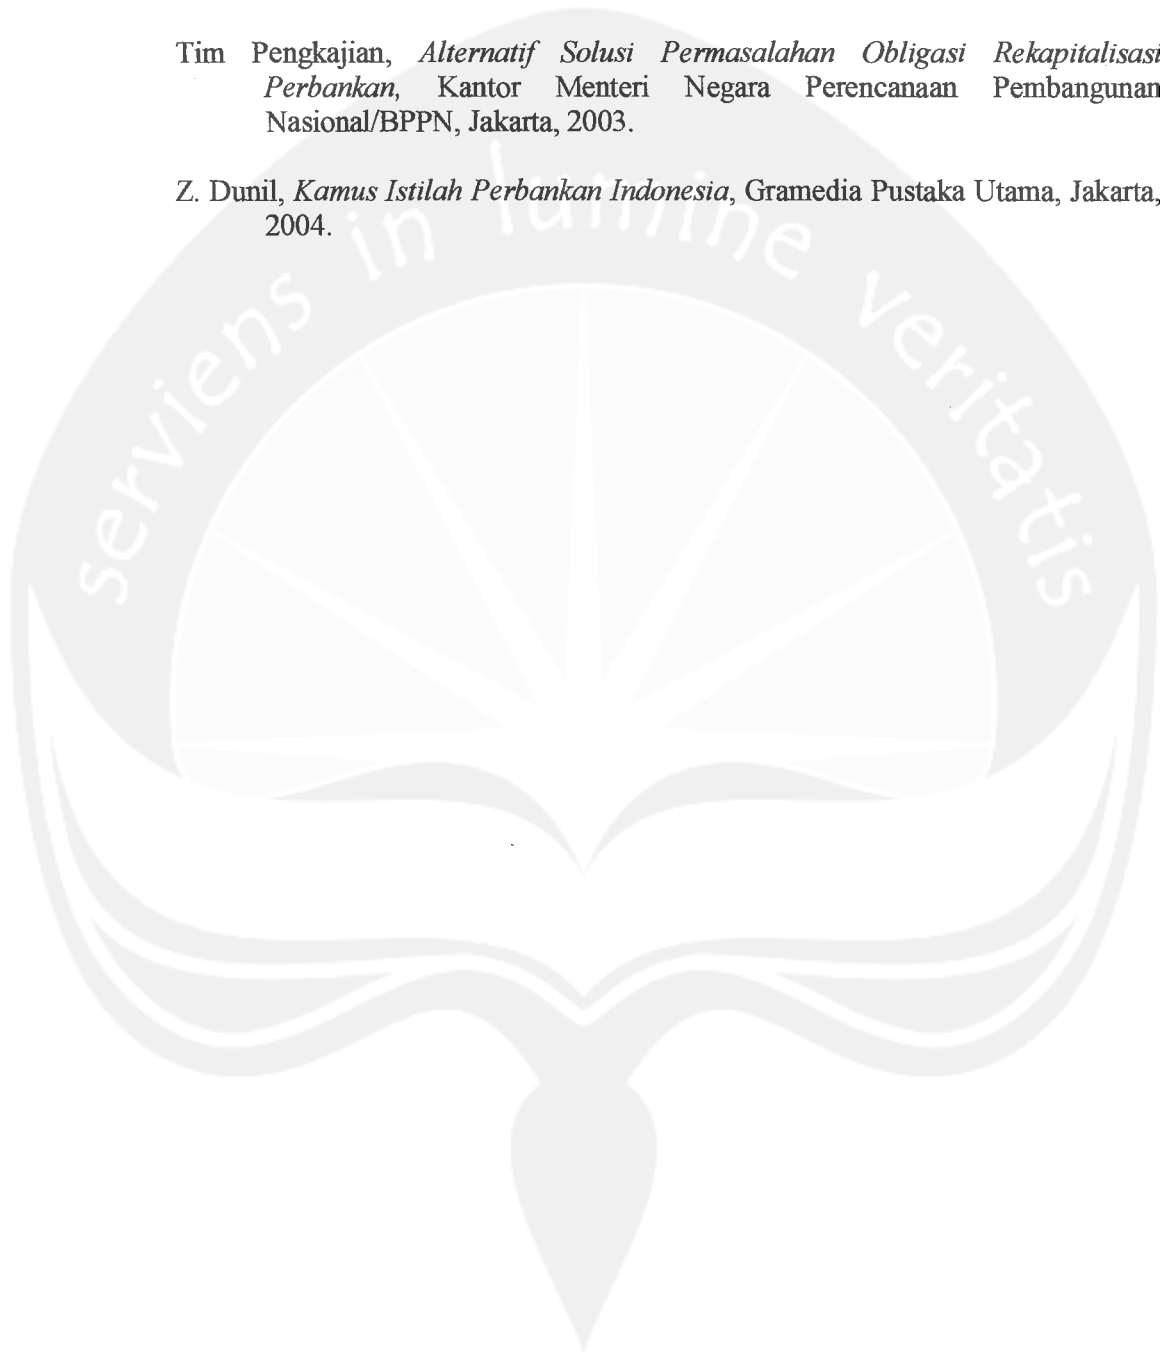 Tim Pengkajian, Alternatif Solusi Permasalahan Obligasi Rekapitalisasi
Perbankan, Kantor Menteri Negara Perencanaan Pembangunan
Nasional/BPPN, Jakarta, 2003.
Z. Dunil, Kamus Istilah Perbankan Indonesia, Gramedia Pustaka Utama, Jakarta,
2004.
serviens in lumine veritatis